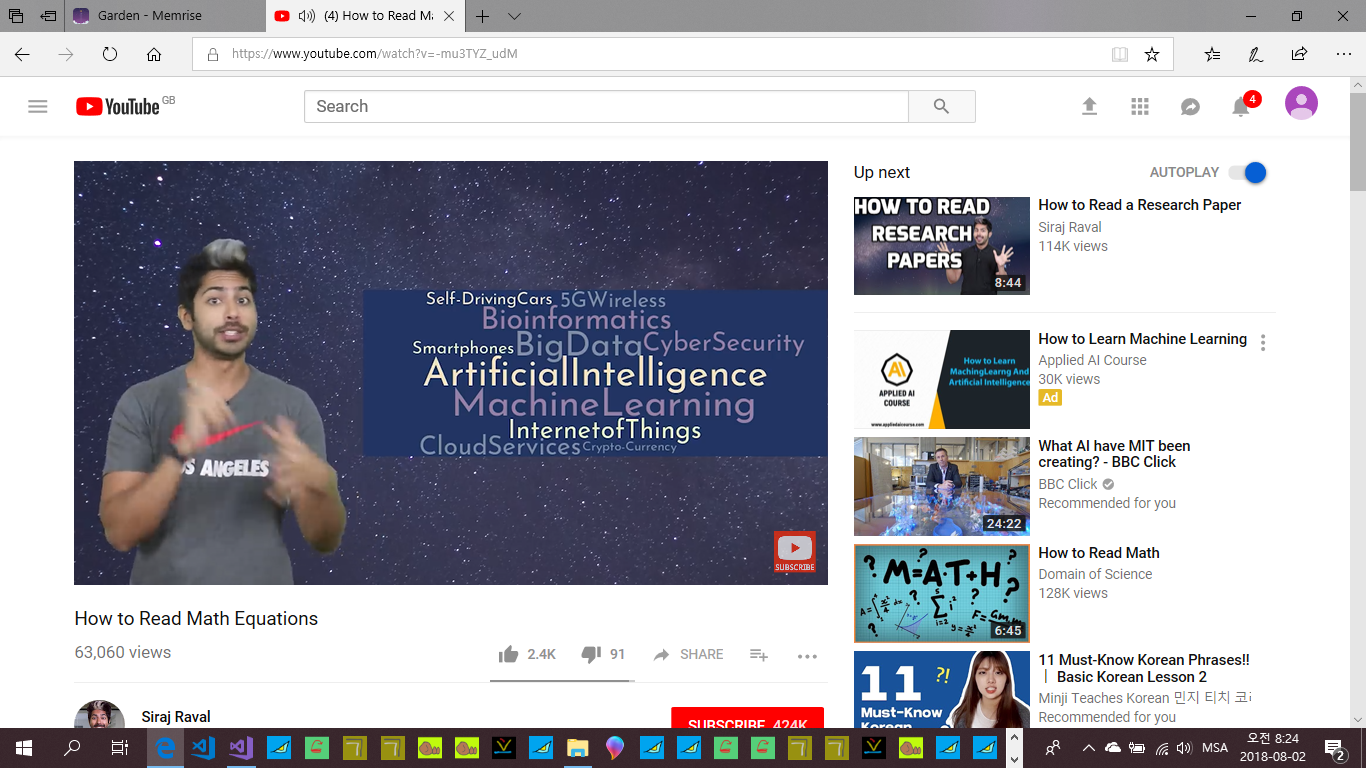 Garden - Memrise
(4) How to Read Ma
https://www.youtube.com/watch?v=-mu3TYZ_udM
YouTube GB
Search
4
Self-DrivingCars 5GWireless
Bioinformatics
Smartphones BigData CyberSecurity
ArtificialIntelligence
MachineLearning
InternetofThings
CloudServices Crypto-Currency
LOS ANGELES
SUBSCRIBE
How to Read Math Equations
63,060 views
2.4K 91 SHARE
Siraj Raval
SUBSCRIBE 424K
Up next
AUTOPLAY
HOW TO READ
RESEARCH
PAPERS
8:44
How to Read a Research Paper
Siraj Raval
114K views
APPLIED AI
COURSE
How to Learn
MachingLearng And
Artificial Intelligence
www.appliedaicourse.com
How to Learn Machine Learning
Applied AI Course
30K views
Ad
24:22
What AI have MIT been
creating? - BBC Click
BBC Click
Recommended for you
M=A·T+H
6:45
How to Read Math
Domain of Science
128K views
11 ?!
Must-Know
Korean
11 Must-Know Korean Phrases!!
ㅣ Basic Korean Lesson 2
Minji Teaches Korean 민지 티치 코리
Recommended for you
MSA
오전 8:24
2018-08-02
2